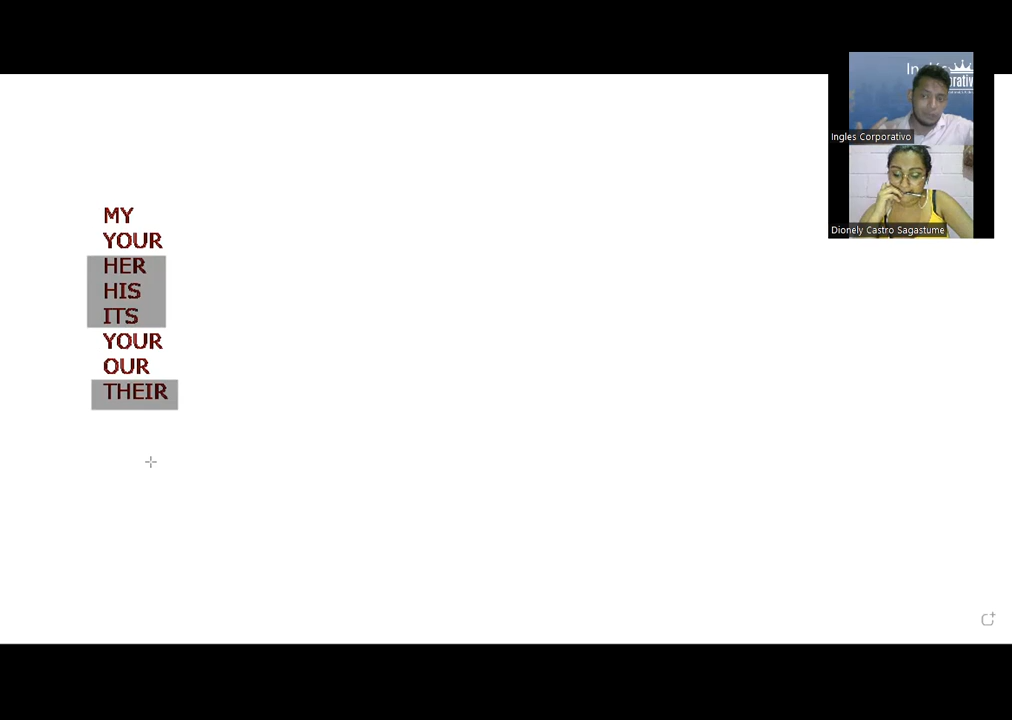 MY
YOUR
HER
HIS
ITS
YOUR
OUR
THEIR
Ingles Corporativo
Dionely Castro Sagastume